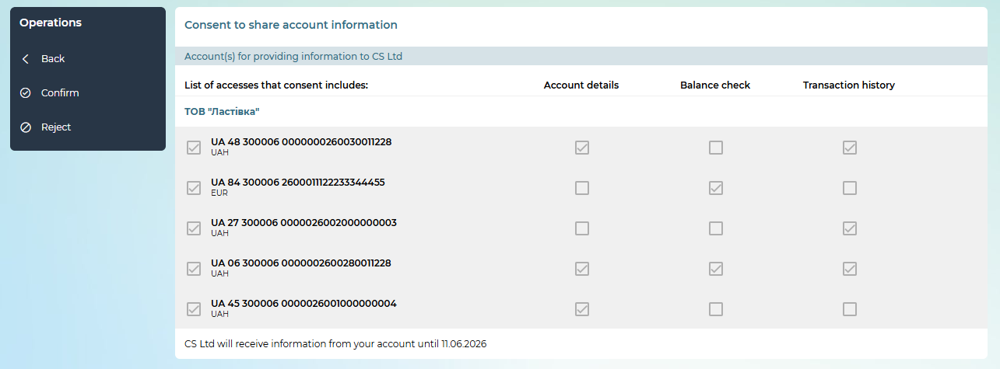 Operations
Back
Confirm
Reject
Consent to share account information
Account(s) for providing information to CS Ltd
List of accesses that consent includes: Account details Balance check Transaction history
ТОВ "Ластівка"
UA 48 300006 0000000260030011228
UAH
UA 84 300006 2600011122233344455
EUR
UA 27 300006 0000026002000000003
UAH
UA 06 300006 0000002600280011228
UAH
UA 45 300006 0000026001000000004
UAH
CS Ltd will receive information from your account until 11.06.2026